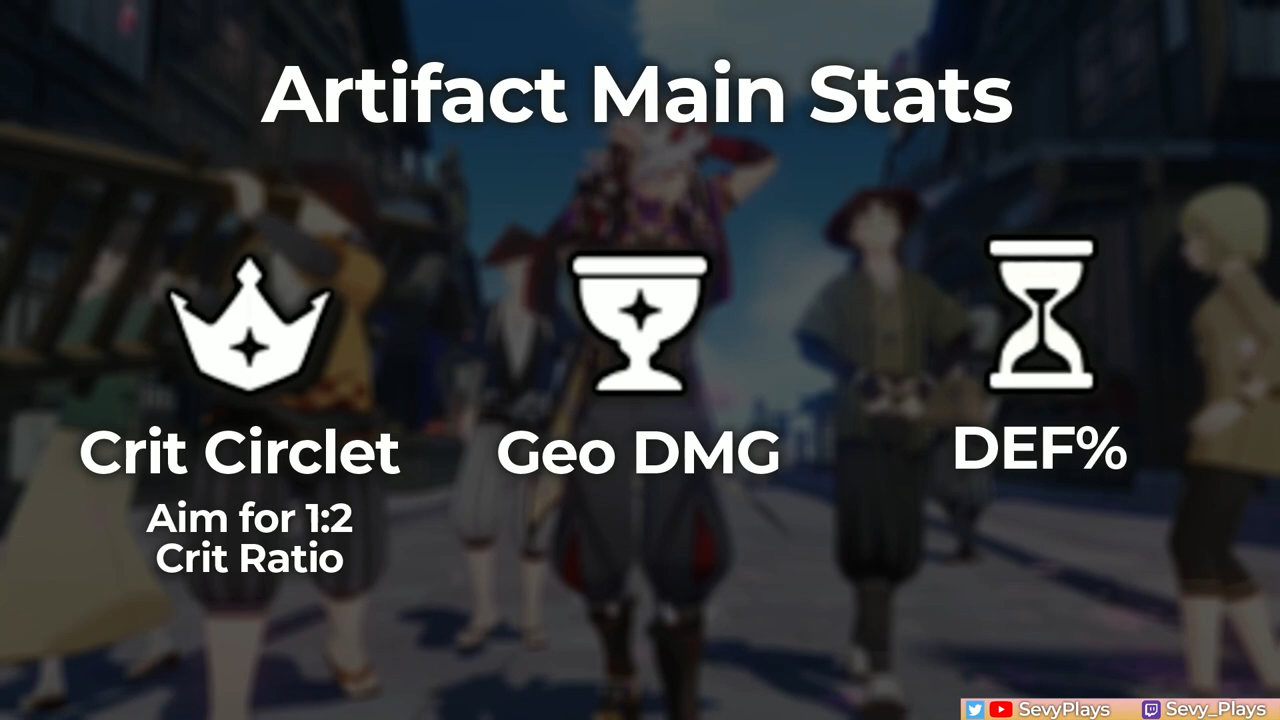 Artifact Main Stats
Crit Circlet
Aim for 1:2
Crit Ratio
Geo DMG
DEF%
SevyPlays
Sevy_Plays